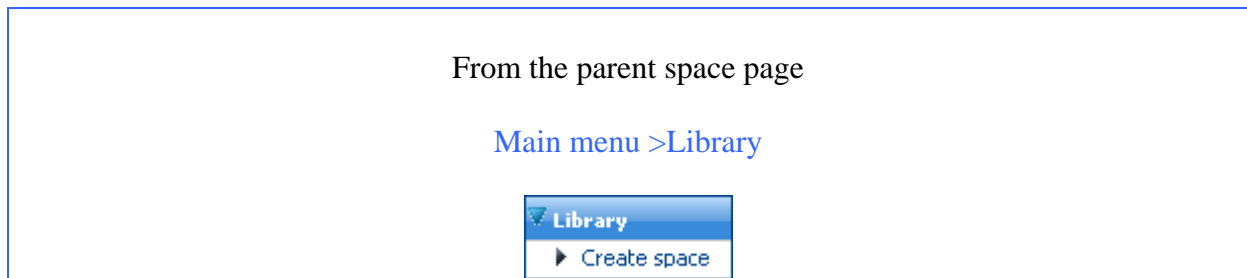 From the parent space page
Main menu >Library
Library
Create space